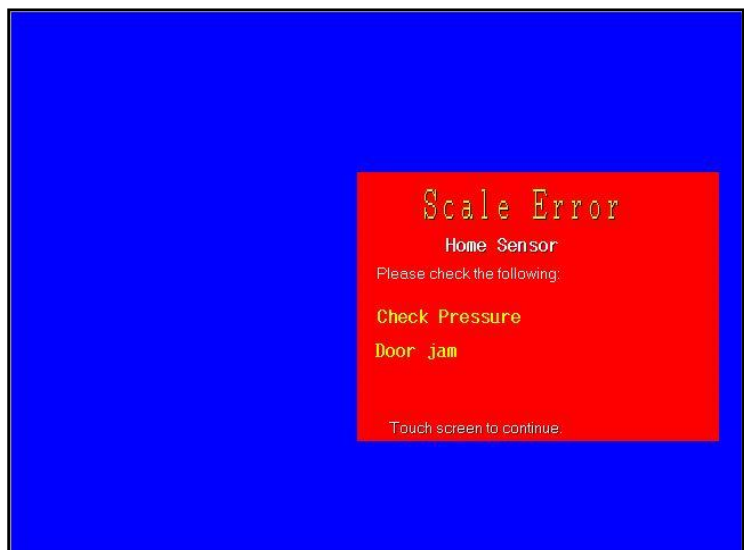 Scale Error
Home Sensor
Please check the following:
Check Pressure
Door jam
Touch screen to continue.